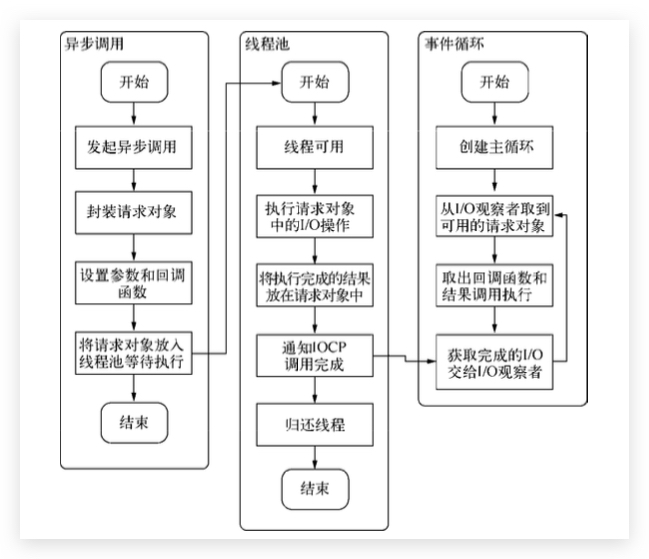 异步调用
开始
发起异步调用
封装请求对象
设置参数和回调
函数
将请求对象放入
线程池等待执行
结束
线程池
开始
线程可用
执行请求对象
中的I/O操作
将执行完成的结果
放在请求对象中
通知IOCP
调用完成
归还线程
结束
事件循环
开始
创建主循环
从I/O观察者取到
可用的请求对象
取出回调函数和
结果调用执行
获取完成的I/O
交给I/O观察者